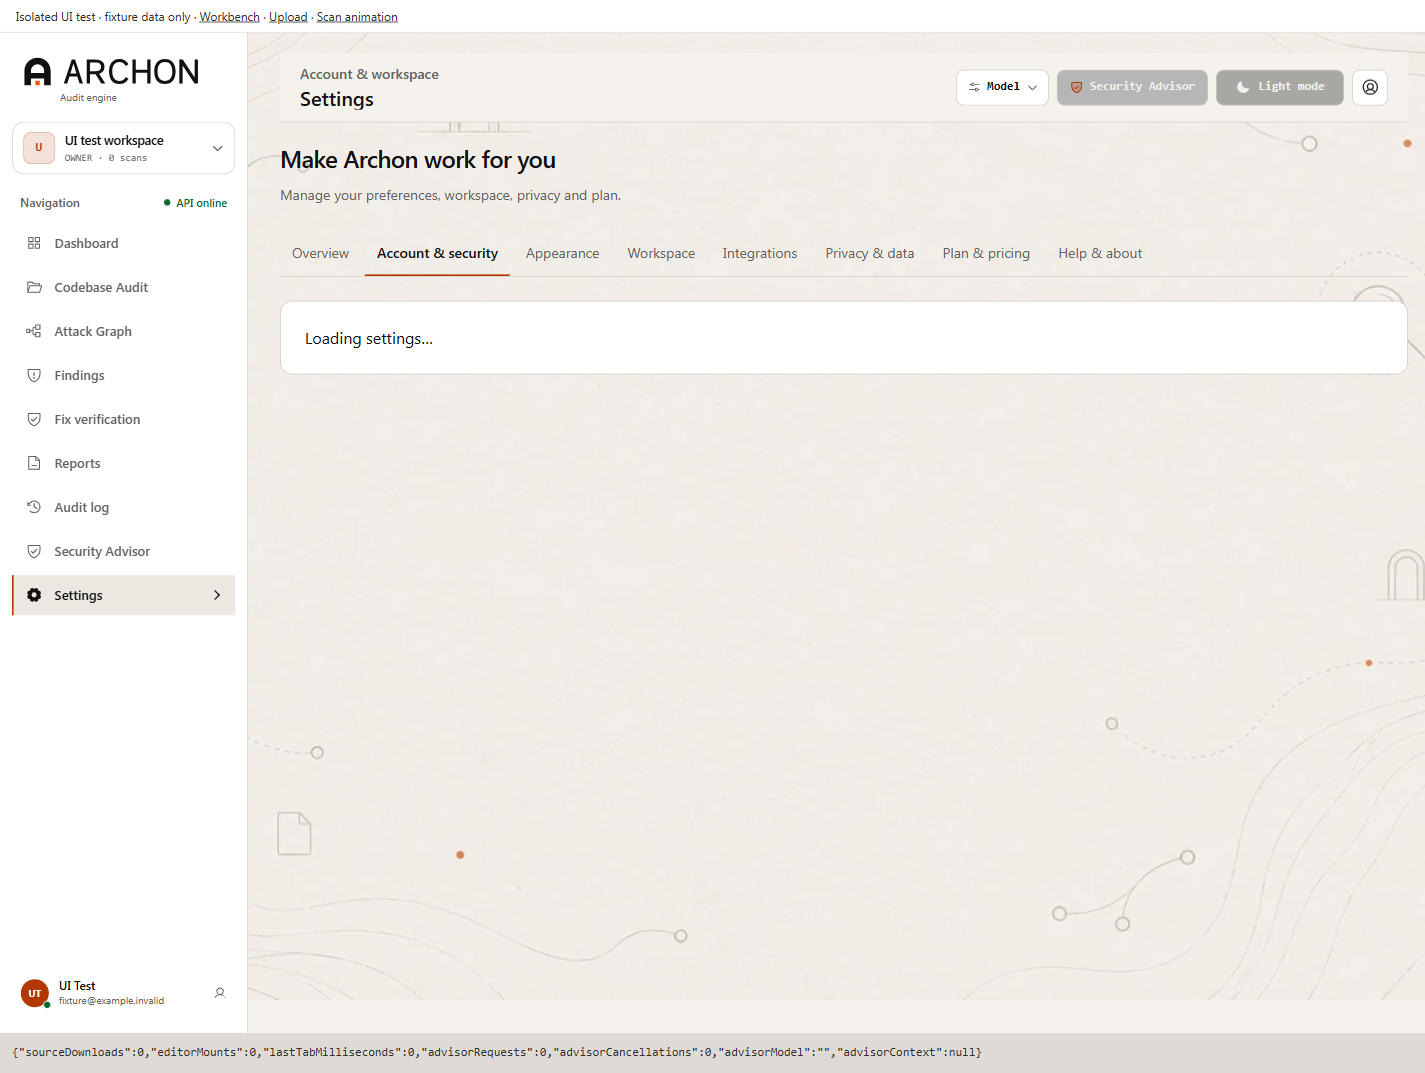 Isolated UI test · fixture data only · Workbench · Upload · Scan animation
ARCHON
Audit engine
U
UI test workspace
OWNER · 0 scans
Navigation
API online
Dashboard
Codebase Audit
Attack Graph
Findings
Fix verification
Reports
Audit log
Security Advisor
Settings
UT
UI Test
fixture@example.invalid
Account & workspace
Settings
Model
Security Advisor
Light mode
Make Archon work for you
Manage your preferences, workspace, privacy and plan.
Overview
Account & security
Appearance
Workspace
Integrations
Privacy & data
Plan & pricing
Help & about
Loading settings...
{"sourceDownloads":0,"editorMounts":0,"lastTabMilliseconds":0,"advisorRequests":0,"advisorCancellations":0,"advisorModel":"","advisorContext":null}